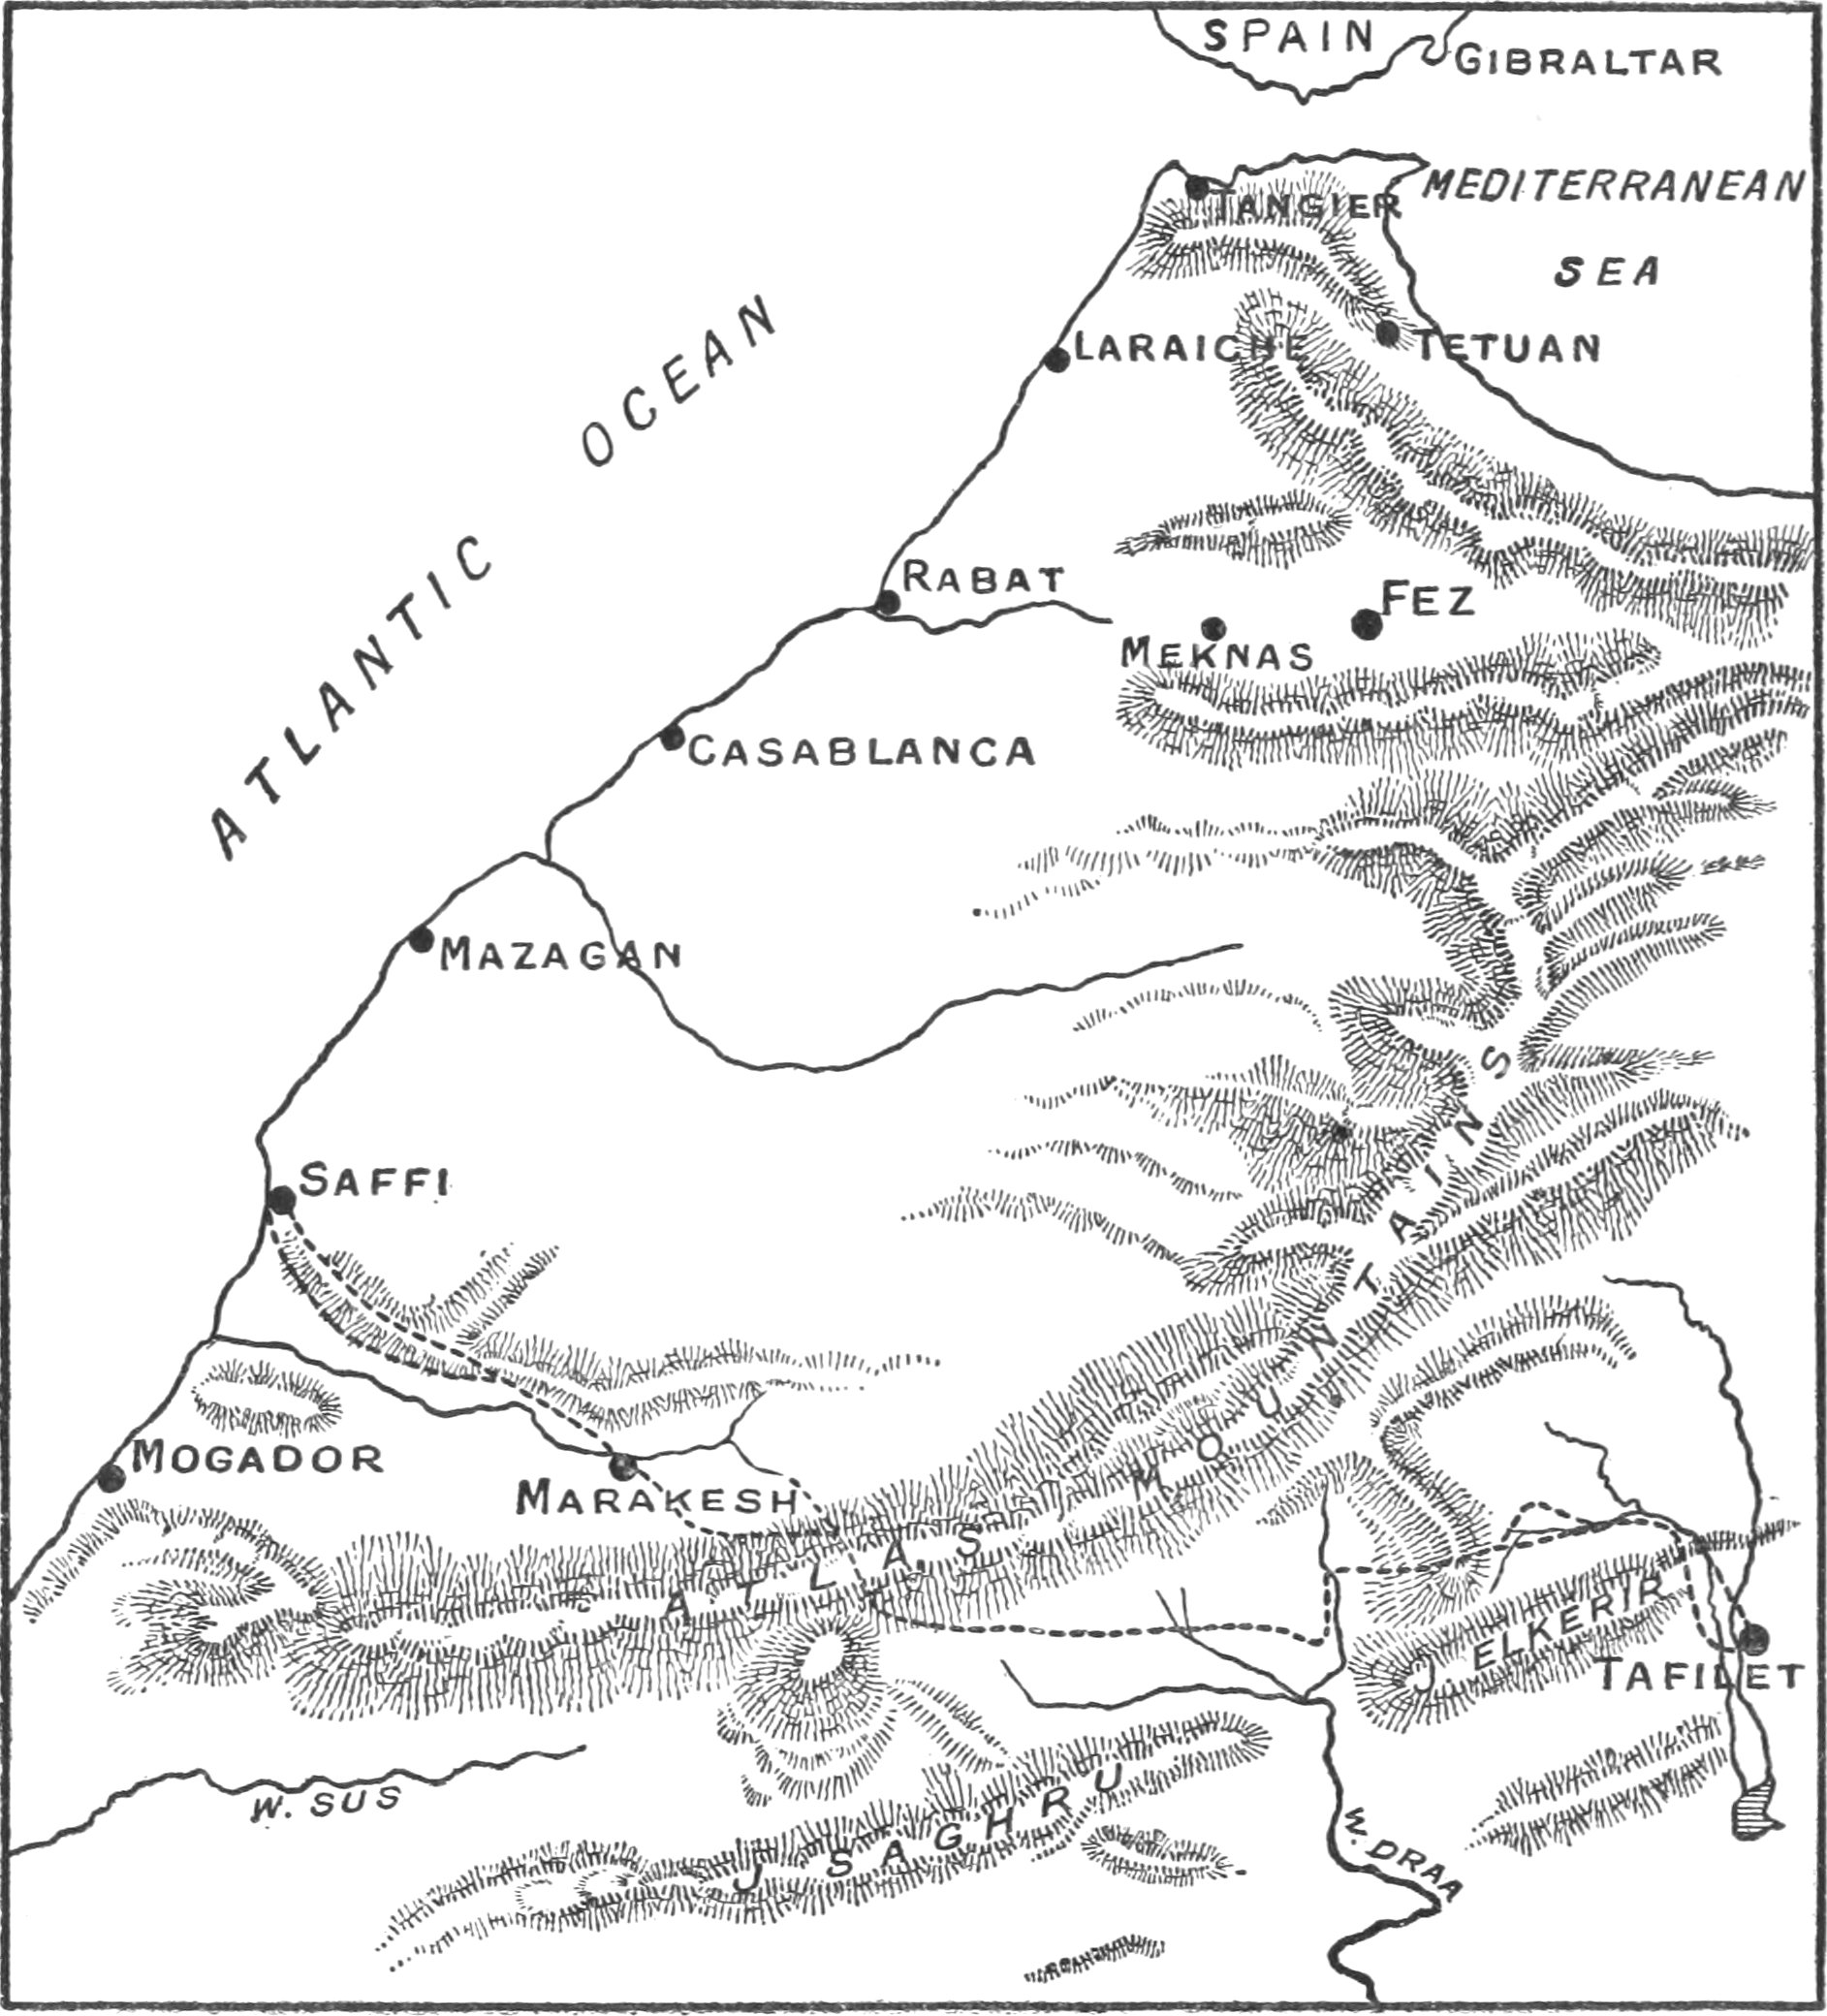 SPAIN
GIBRALTAR
MEDITERRANEAN
SEA
TANGIER
LARAICHE
TETUAN
ATLANTIC OCEAN
RABAT
FEZ
MEKNAS
CASABLANCA
MAZAGAN
SAFFI
MOGADOR
MARAKESH
ATLAS MOUNTAINS
J ELKERIR
TAFILET
W. SUS
J SAGHRU
W. DRAA